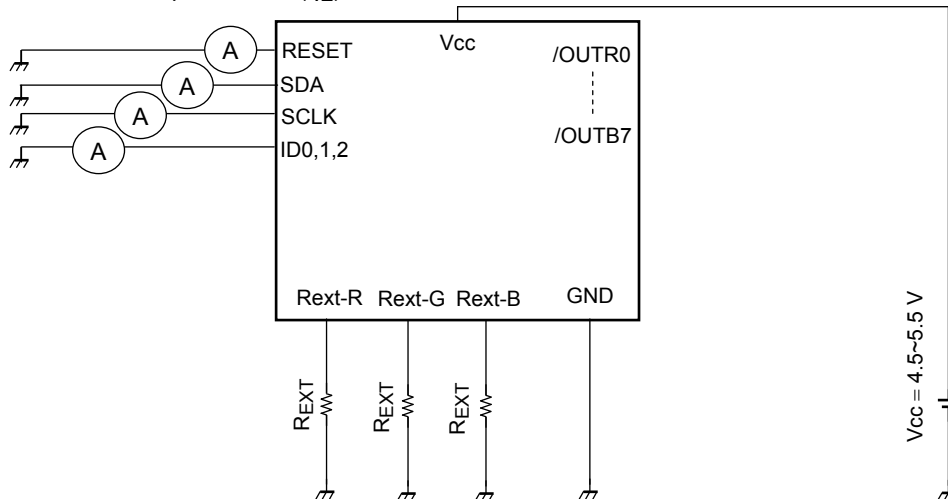 A RESET Vcc /OUTR0
A SDA
A SCLK
A ID0,1,2 /OUTB7
Rext-R Rext-G Rext-B GND
REXT REXT REXT
Vcc = 4.5~5.5 V